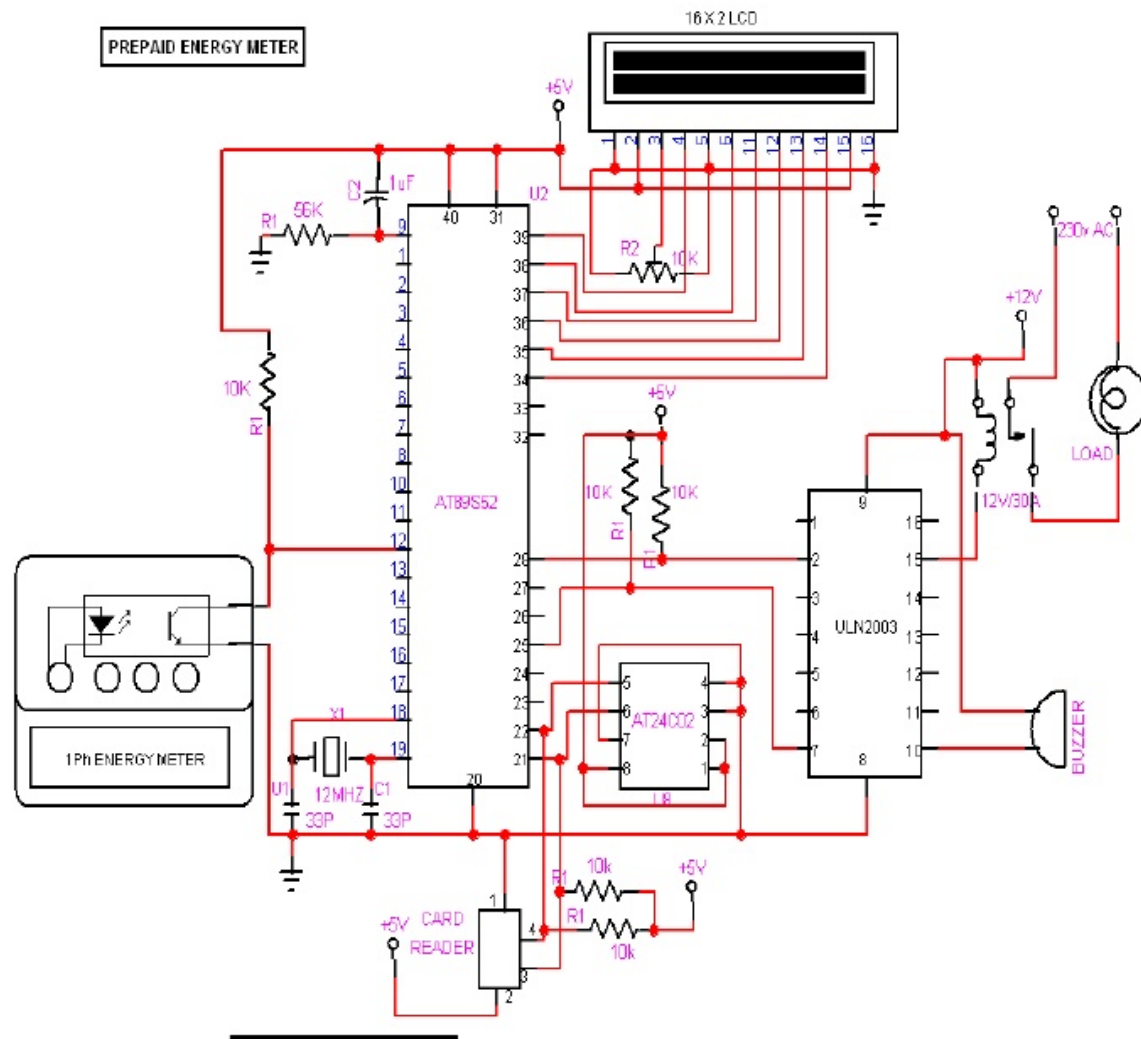 16 X 2 LCD
PREPAID ENERGY METER
+5V
1 2 3 4 5 6 11 12 13 14 15 16
C2
1uF
U2
R1
56K
230v AC
R2
10K
+12V
10K
R1
+5V
LOAD
10K
10K
R1
R1
12V/30A
AT89S52
40
31
9
1
2
3
4
5
6
7
8
10
11
12
13
14
15
16
17
18
19
20
39
38
37
36
35
34
33
32
28
27
26
25
24
23
22
21
ULN2003
9
1
2
3
4
5
6
7
8
16
15
14
13
12
11
10
BUZZER
AT24C02
5
6
7
8
4
3
2
1
U8
1Ph ENERGY METER
X1
12MHZ
U1
33P
C1
33P
CARD
READER
1
4
3
2
+5V
R1
10k
R1
10k
+5V